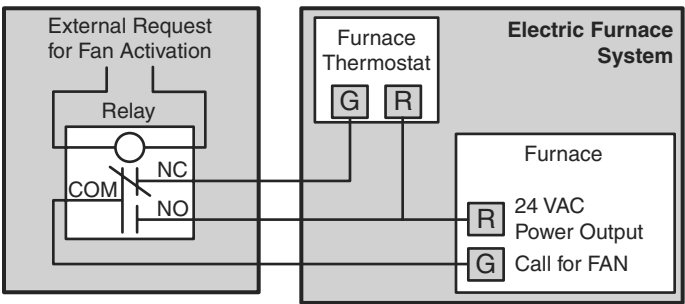 External Request
for Fan Activation
Relay
NC
COM
NO
Electric Furnace
System
Furnace
Thermostat
G
R
Furnace
R
24 VAC
Power Output
G
Call for FAN